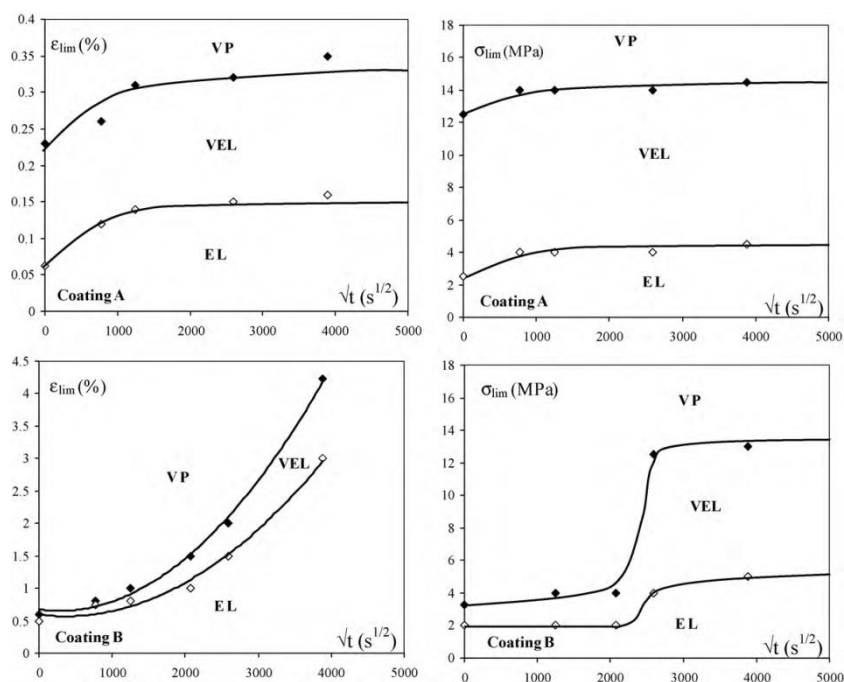 0.4
0.35
0.3
0.25
0.2
0.15
0.1
0.05
0
ε_lim (%)
VP
VEL
EL
Coating A
√t (s^1/2)
0 1000 2000 3000 4000 5000
18
16
14
12
10
8
6
4
2
0
σ_lim (MPa)
VP
VEL
EL
Coating A
√t (s^1/2)
0 1000 2000 3000 4000 5000
4.5
4
3.5
3
2.5
2
1.5
1
0.5
0
ε_lim (%)
VP
VEL
EL
Coating B
√t (s^1/2)
0 1000 2000 3000 4000 5000
18
16
14
12
10
8
6
4
2
0
σ_lim (MPa)
VP
VEL
EL
Coating B
√t (s^1/2)
0 1000 2000 3000 4000 5000